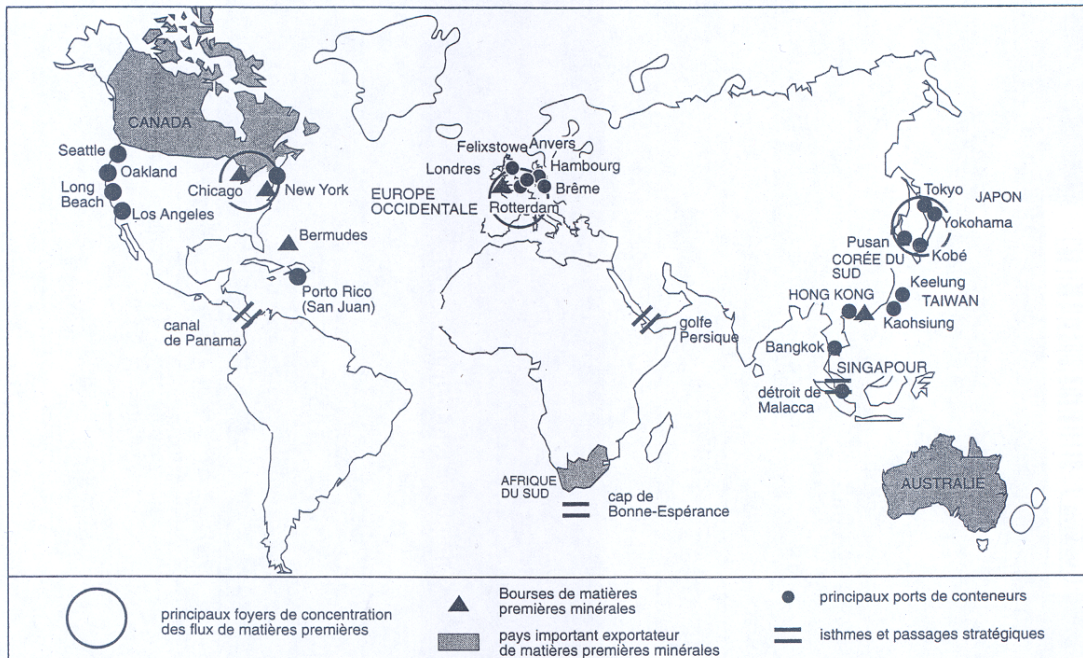 CANADA
Seattle
Oakland
Long
Beach
Los Angeles
Chicago
New York
Bermudes
Porto Rico
(San Juan)
canal
de Panama
Felixstowe
Anvers
Londres
Hambourg
Brême
EUROPE
OCCIDENTALE
Rotterdam
golfe
Persique
AFRIQUE
DU SUD
cap de
Bonne-Espérance
Tokyo
JAPON
Yokohama
Pusan
Kobé
CORÉE DU
SUD
Keelung
HONG KONG
TAIWAN
Kaohsiung
Bangkok
SINGAPOUR
détroit de
Malacca
AUSTRALIE
principaux foyers de concentration
des flux de matières premières
Bourses de matières
premières minérales
pays important exportateur
de matières premières minérales
principaux ports de conteneurs
isthmes et passages stratégiques